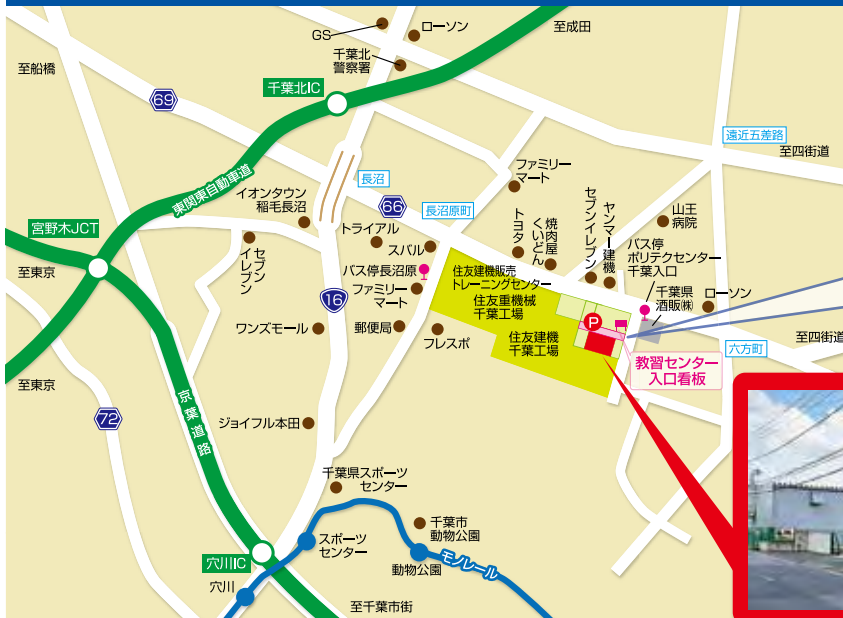 GS
ローソン
至成田
至船橋
千葉北
警察署
千葉北IC
69
遠近五差路
至四街道
東関東自動車道
長沼
ファミリー
マート
イオンタウン
稲毛長沼
66
長沼原町
トヨタ
焼肉屋
くいどん
セブンイレブン
ヤンマー建機
山王
病院
宮野木JCT
トライアル
スバル
バス停
ポリテクセンター
千葉入口
セブン
イレブン
至東京
バス停長沼原
住友建機販売
トレーニングセンター
千葉県
酒販㈱
ローソン
16
ファミリー
マート
住友重機械
千葉工場
P
ワンズモール
郵便局
フレスポ
住友建機
千葉工場
至四街道
六方町
教習センター
入口看板
至東京
72
京葉道路
ジョイフル本田
千葉県スポーツ
センター
スポーツ
センター
千葉市
動物公園
穴川IC
動物公園
モノレール
穴川
至千葉市街